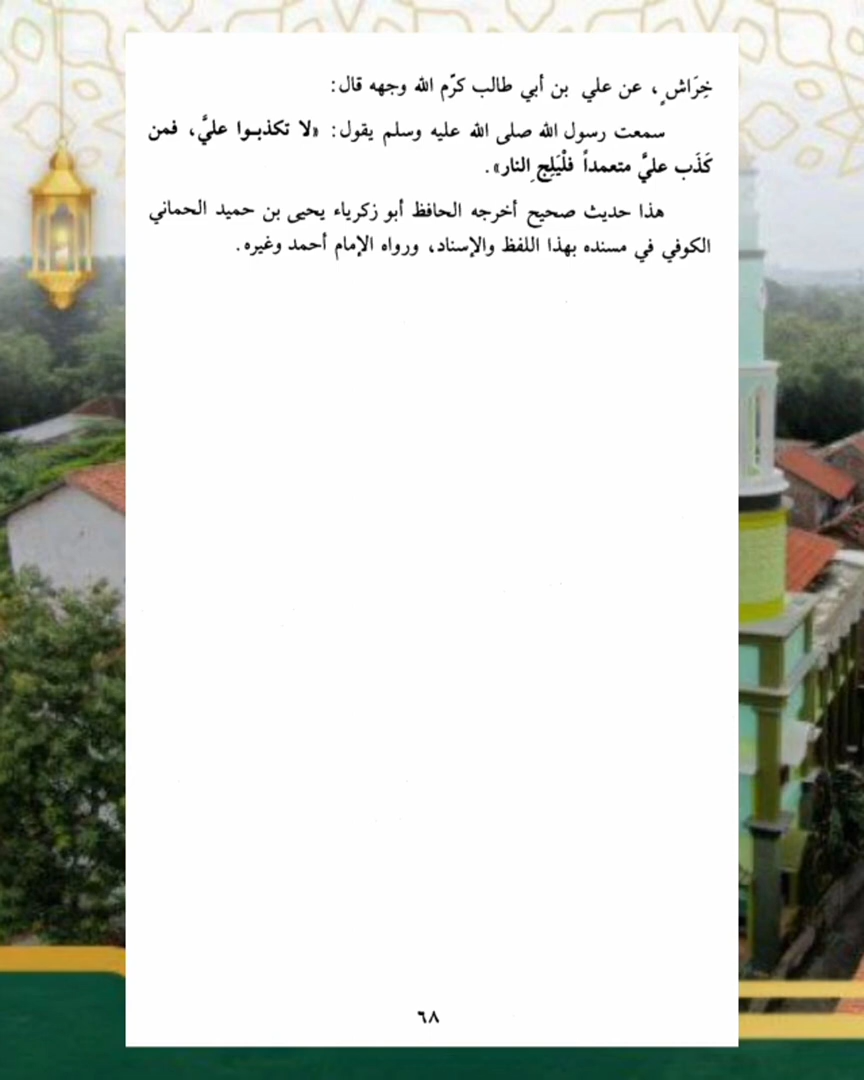 خِرَاشٍ، عن علي بن أبي طالب كرّم الله وجهه قال:
سمعت رسول الله صلى الله عليه وسلم يقول: «لا تكذبـوا عليَّ، فمن
كَذَب عليَّ متعمداً فلْيَلِجِ النار».
هذا حديث صحيح أخرجه الحافظ أبو زكرياء يحيى بن حميد الحماني
الكوفي في مسنده بهذا اللفظ والإسناد، ورواه الإمام أحمد وغيره.
٦٨